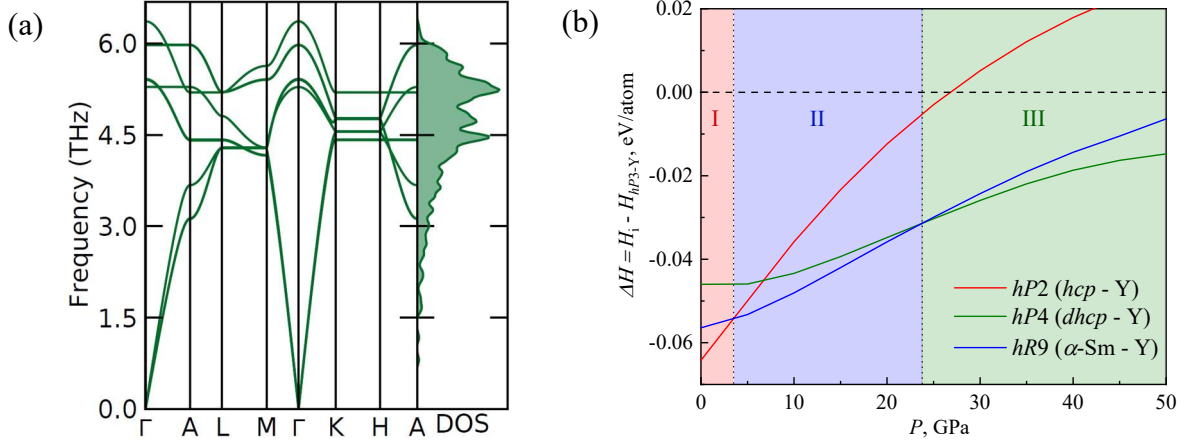 (a)
Frequency (THz)
6.0
4.5
3.0
1.5
0.0
Γ A L M Γ K H A DOS
(b)
ΔH = H_i - H_hP3-Y, eV/atom
0.02
0.00
-0.02
-0.04
-0.06
I II III
hP2 (hcp - Y)
hP4 (dhcp - Y)
hR9 (α-Sm - Y)
0 10 20 30 40 50
P, GPa